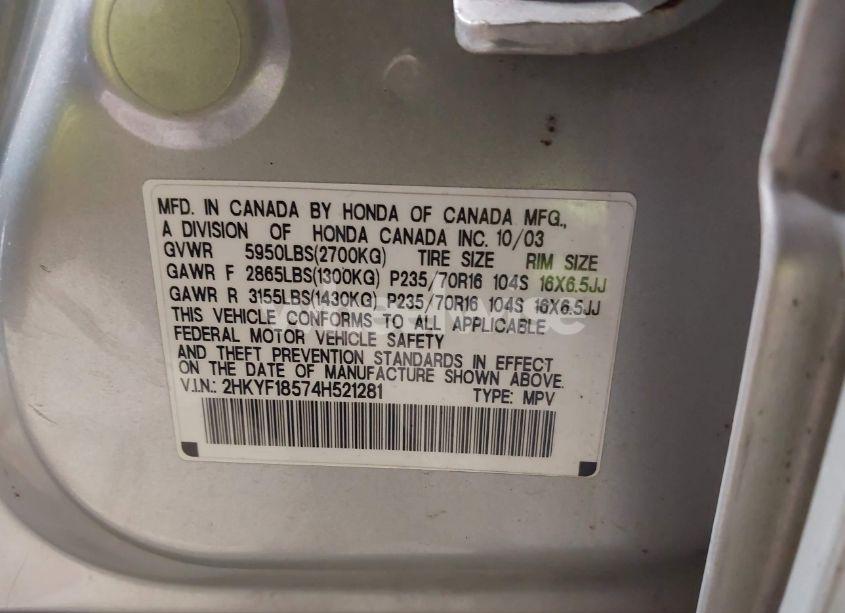 MFD. IN CANADA BY HONDA OF CANADA MFG.,
A DIVISION OF HONDA CANADA INC. 10/03
GVWR 5950LBS(2700KG) TIRE SIZE RIM SIZE
GAWR F 2865LBS(1300KG) P235/70R16 104S 16X6.5JJ
GAWR R 3155LBS(1430KG) P235/70R16 104S 16X6.5JJ
THIS VEHICLE CONFORMS TO ALL APPLICABLE
FEDERAL MOTOR VEHICLE SAFETY
AND THEFT PREVENTION STANDARDS IN EFFECT
ON THE DATE OF MANUFACTURE SHOWN ABOVE.
V.I.N.: 2HKYF18574H521281 TYPE: MPV